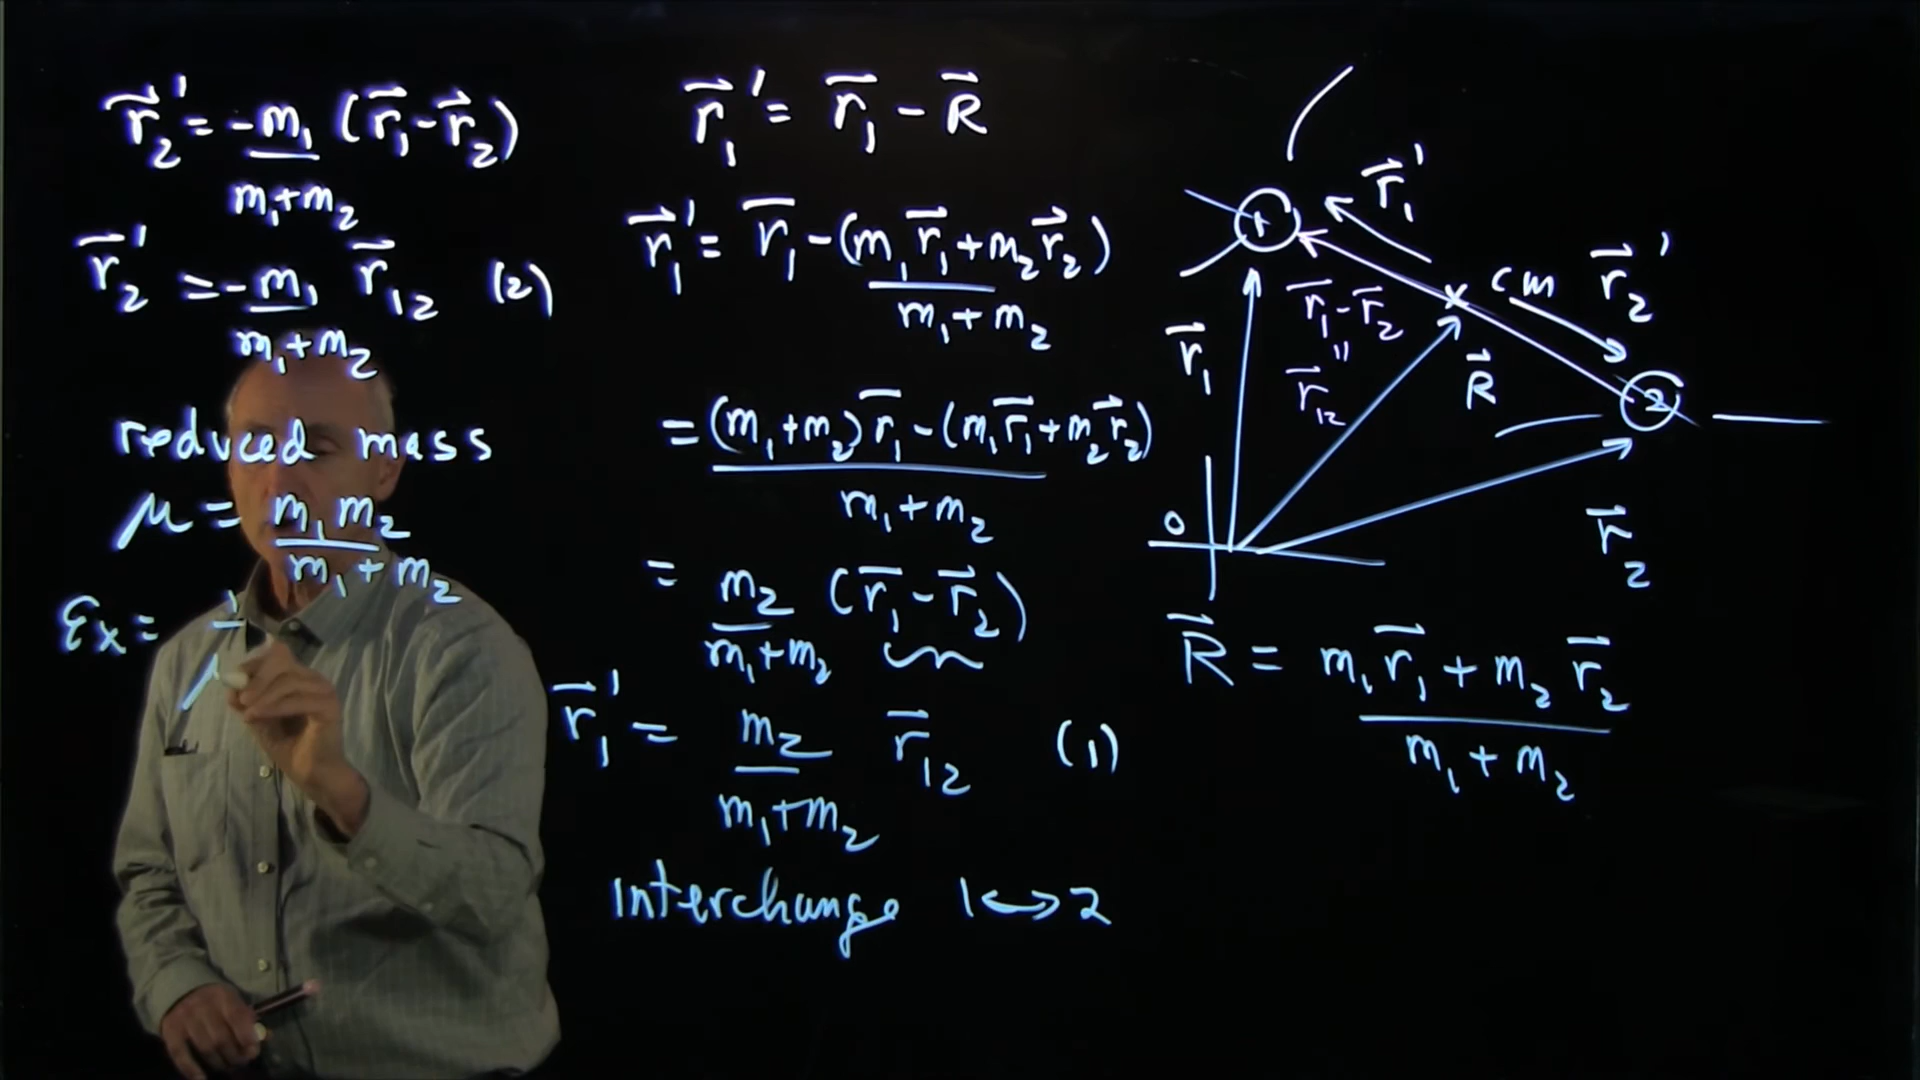 r⃗₂' = -m₁/(m₁+m₂) (r⃗₁-r⃗₂)
r⃗₂' = -m₁/(m₁+m₂) r⃗₁₂ (2)
reduced mass
μ = m₁m₂/(m₁+m₂)
Ex = 1/μ
r⃗₁' = r⃗₁ - R⃗
r⃗₁' = r⃗₁ - (m₁r⃗₁+m₂r⃗₂)/(m₁+m₂)
= ((m₁+m₂)r⃗₁-(m₁r⃗₁+m₂r⃗₂))/(m₁+m₂)
= m₂/(m₁+m₂) (r⃗₁-r⃗₂)
r⃗₁' = m₂/(m₁+m₂) r⃗₁₂ (1)
interchange 1↔2
1
r⃗₁'
cm
r⃗₂'
r⃗₁-r⃗₂
=
r⃗₁₂
r⃗₁
R⃗
2
O
r⃗₂
R⃗ = (m₁r⃗₁+m₂r⃗₂)/(m₁+m₂)